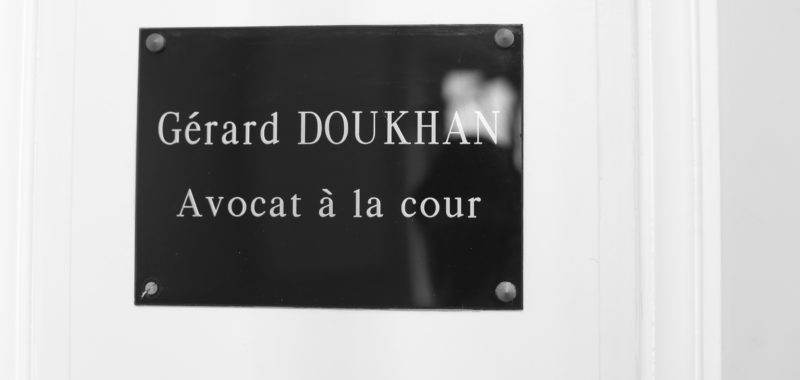 Gérard DOUKHAN
Avocat à la cour